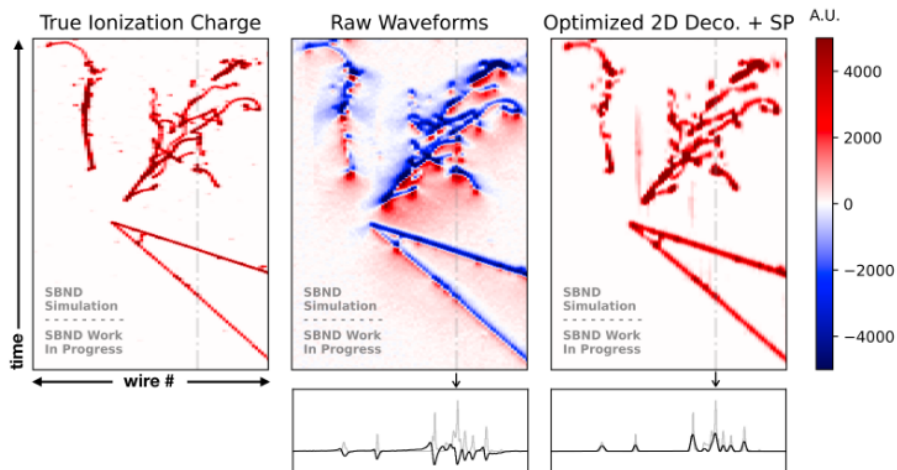 True Ionization Charge
Raw Waveforms
Optimized 2D Deco. + SP
A.U.
4000
2000
0
−2000
−4000
time
wire #
SBND
Simulation
SBND Work
In Progress
SBND
Simulation
SBND Work
In Progress
SBND
Simulation
SBND Work
In Progress